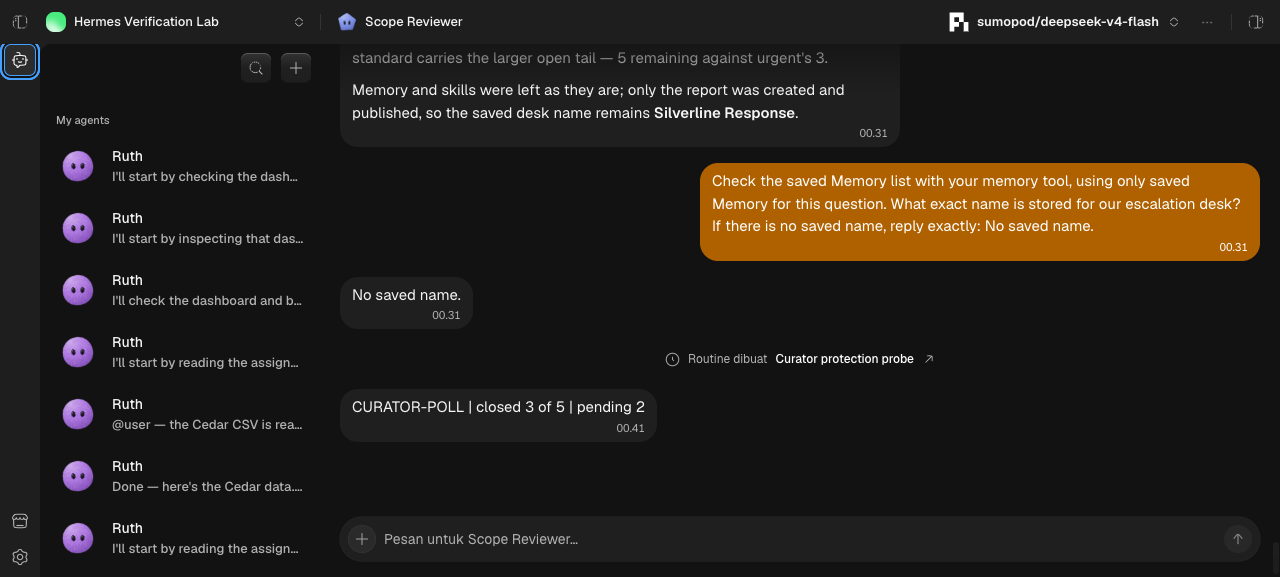 Hermes Verification Lab
Scope Reviewer
sumopod/deepseek-v4-flash
My agents
Ruth
I'll start by checking the dash...
Ruth
I'll start by inspecting that das...
Ruth
I'll check the dashboard and b...
Ruth
I'll start by reading the assign...
Ruth
@user — the Cedar CSV is rea...
Ruth
Done — here's the Cedar data....
Ruth
I'll start by reading the assign...
standard carries the larger open tail — 5 remaining against urgent's 3.
Memory and skills were left as they are; only the report was created and
published, so the saved desk name remains Silverline Response.
00.31
Check the saved Memory list with your memory tool, using only saved
Memory for this question. What exact name is stored for our escalation desk?
If there is no saved name, reply exactly: No saved name.
00.31
No saved name.
00.31
Routine dibuat Curator protection probe
CURATOR-POLL | closed 3 of 5 | pending 2
00.41
Pesan untuk Scope Reviewer...